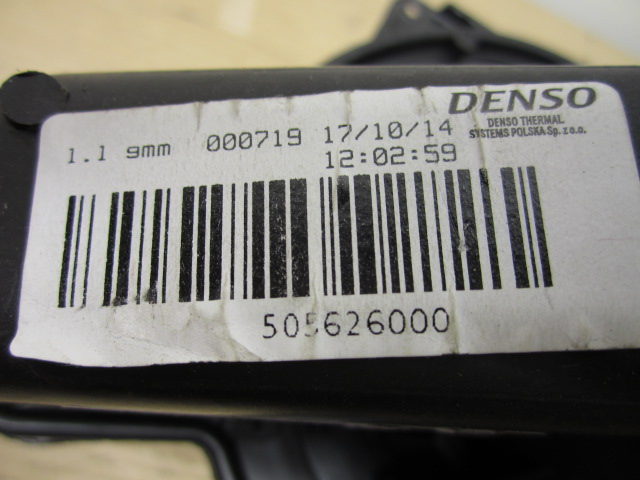 DENSO
DENSO THERMAL
SYSTEMS POLSKA Sp. z o.o.
1.1 9mm 000719 17/10/14
12:02:59
505626000